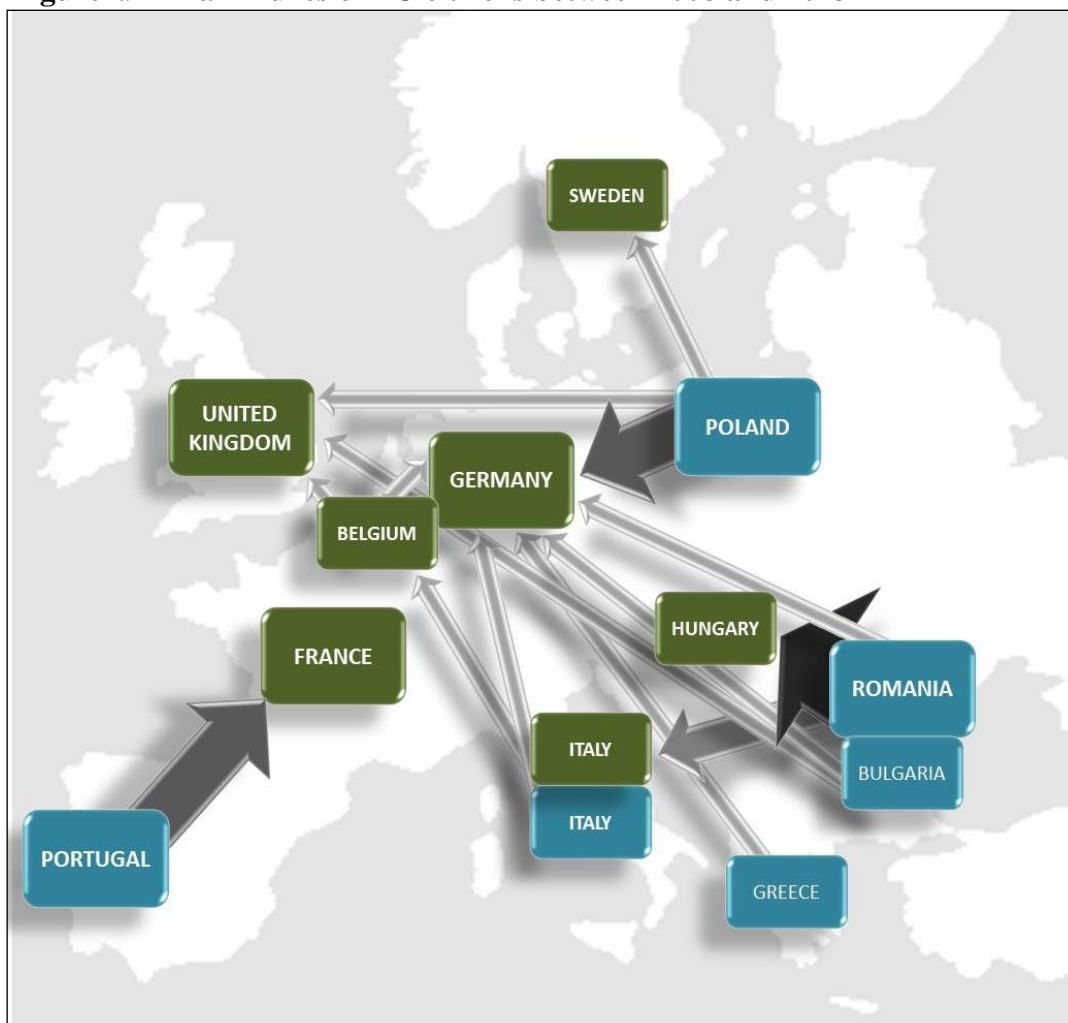 SWEDEN
UNITED
KINGDOM
POLAND
GERMANY
BELGIUM
HUNGARY
FRANCE
ROMANIA
ITALY
BULGARIA
ITALY
PORTUGAL
GREECE